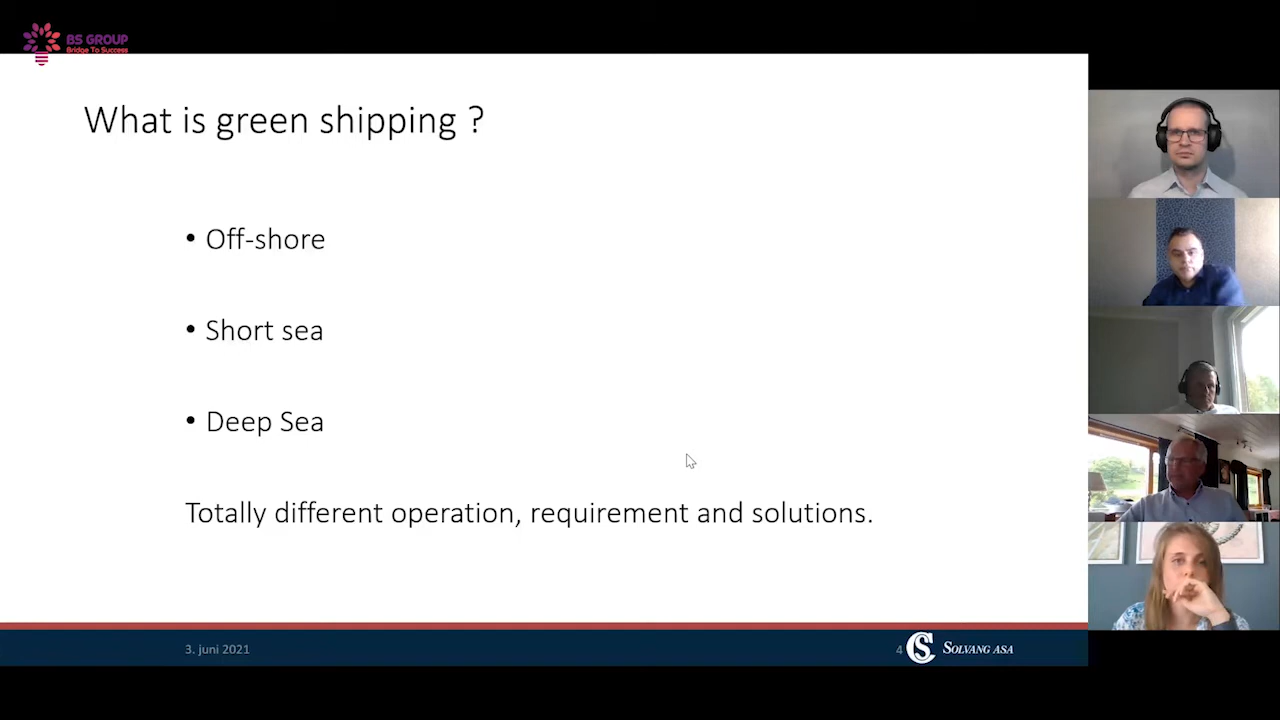 BS GROUP
Bridge To Success
What is green shipping ?
• Off-shore
• Short sea
• Deep Sea
Totally different operation, requirement and solutions.
3. juni 2021
4
SOLVANG ASA